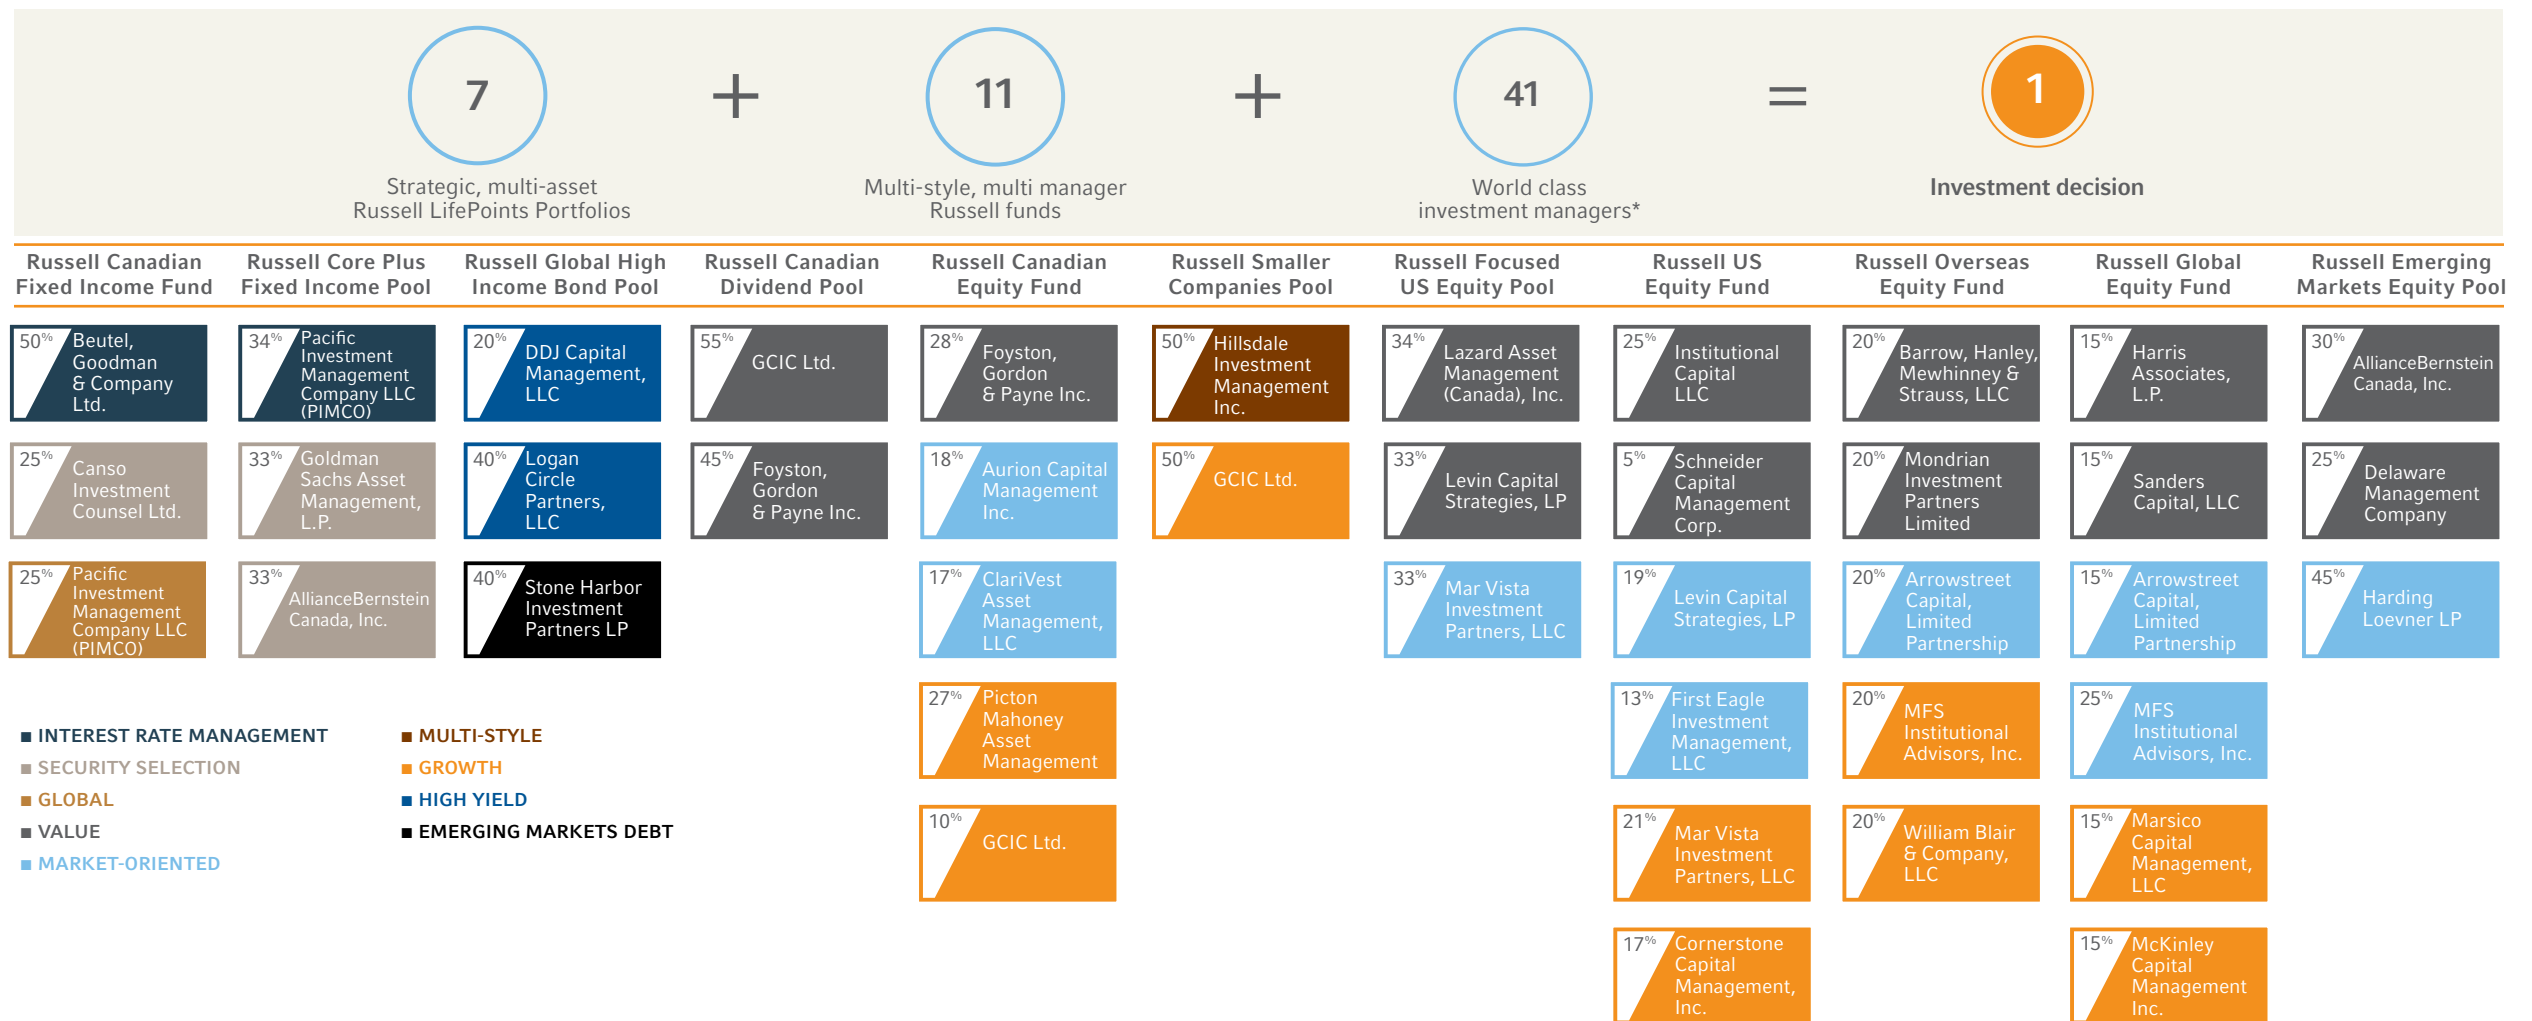 7
+
11
+
41
=
1
Strategic, multi-asset
Russell LifePoints Portfolios
Multi-style, multi manager
Russell funds
World class
investment managers*
Investment decision
Russell Canadian
Fixed Income Fund
50%
Beutel,
Goodman
& Company
Ltd.
25%
Canso
Investment
Counsel Ltd.
25%
Pacific
Investment
Management
Company LLC
(PIMCO)
Russell Core Plus
Fixed Income Pool
34%
Pacific
Investment
Management
Company LLC
(PIMCO)
33%
Goldman
Sachs Asset
Management,
L.P.
33%
AllianceBernstein
Canada, Inc.
Russell Global High
Income Bond Pool
20%
DDJ Capital
Management,
LLC
40%
Logan
Circle
Partners,
LLC
40%
Stone Harbor
Investment
Partners LP
Russell Canadian
Dividend Pool
55%
GCIC Ltd.
45%
Foyston,
Gordon
& Payne Inc.
Russell Canadian
Equity Fund
28%
Foyston,
Gordon
& Payne Inc.
18%
Aurion Capital
Management
Inc.
17%
ClariVest
Asset
Management,
LLC
27%
Picton
Mahoney
Asset
Management
10%
GCIC Ltd.
Russell Smaller
Companies Pool
50%
Hillsdale
Investment
Management
Inc.
50%
GCIC Ltd.
Russell Focused
US Equity Pool
34%
Lazard Asset
Management
(Canada), Inc.
33%
Levin Capital
Strategies, LP
33%
Mar Vista
Investment
Partners, LLC
Russell US
Equity Fund
25%
Institutional
Capital
LLC
5%
Schneider
Capital
Management
Corp.
19%
Levin Capital
Strategies, LP
13%
First Eagle
Investment
Management,
LLC
21%
Mar Vista
Investment
Partners, LLC
17%
Cornerstone
Capital
Management,
Inc.
Russell Overseas
Equity Fund
20%
Barrow, Hanley,
Mewhinney &
Strauss, LLC
20%
Mondrian
Investment
Partners
Limited
20%
Arrowstreet
Capital,
Limited
Partnership
20%
MFS
Institutional
Advisors, Inc.
20%
William Blair
& Company,
LLC
Russell Global
Equity Fund
15%
Harris
Associates,
L.P.
15%
Sanders
Capital, LLC
15%
Arrowstreet
Capital,
Limited
Partnership
25%
MFS
Institutional
Advisors, Inc.
15%
Marsico
Capital
Management,
LLC
15%
McKinley
Capital
Management
Inc.
Russell Emerging
Markets Equity Pool
30%
AllianceBernstein
Canada, Inc.
25%
Delaware
Management
Company
45%
Harding
Loevner LP
INTEREST RATE MANAGEMENT
SECURITY SELECTION
GLOBAL
VALUE
MARKET-ORIENTED
MULTI-STYLE
GROWTH
HIGH YIELD
EMERGING MARKETS DEBT